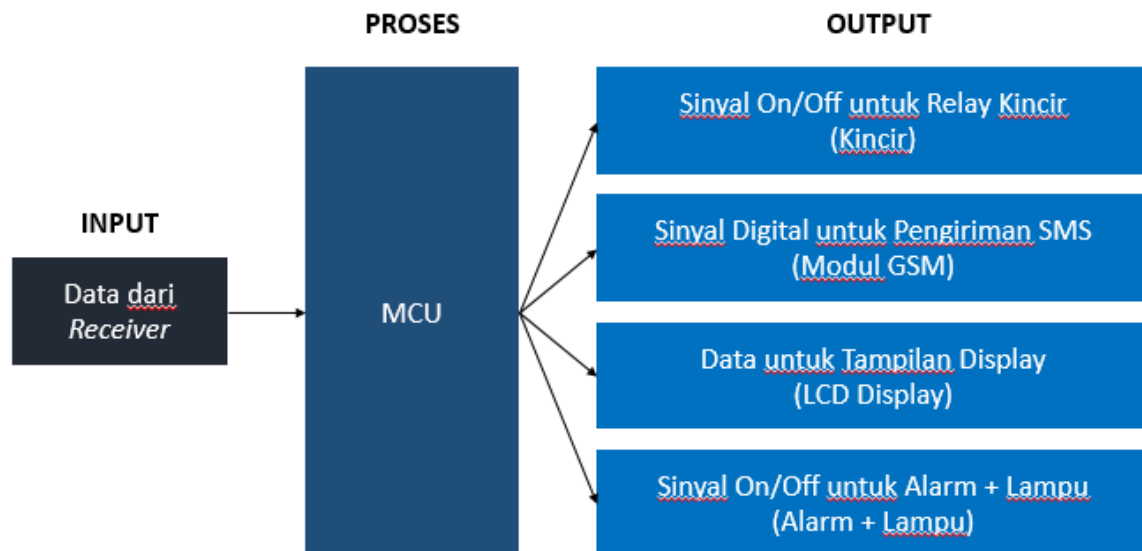 PROSES
OUTPUT
INPUT
Data dari
Receiver
MCU
Sinyal On/Off untuk Relay Kincir
(Kincir)
Sinyal Digital untuk Pengiriman SMS
(Modul GSM)
Data untuk Tampilan Display
(LCD Display)
Sinyal On/Off untuk Alarm + Lampu
(Alarm + Lampu)